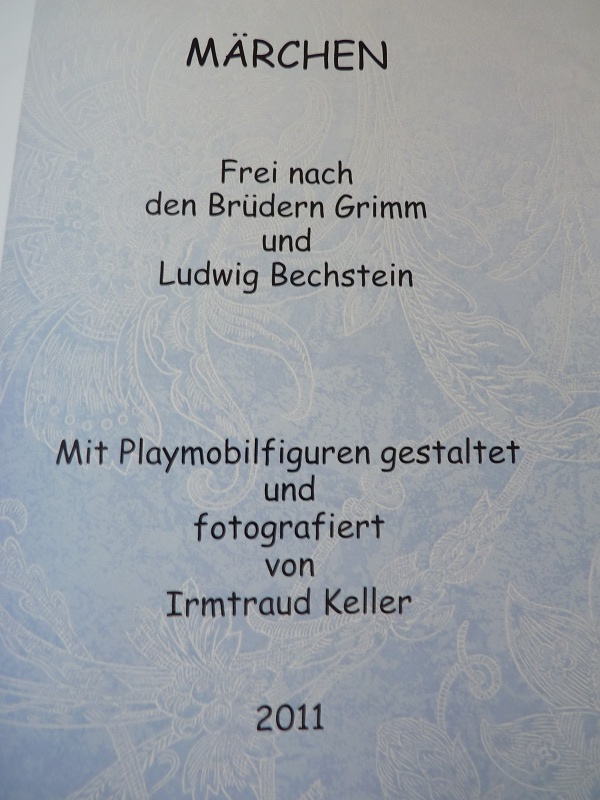 MÄRCHEN
Frei nach
den Brüdern Grimm
und
Ludwig Bechstein
Mit Playmobilfiguren gestaltet
und
fotografiert
von
Irmtraud Keller
2011